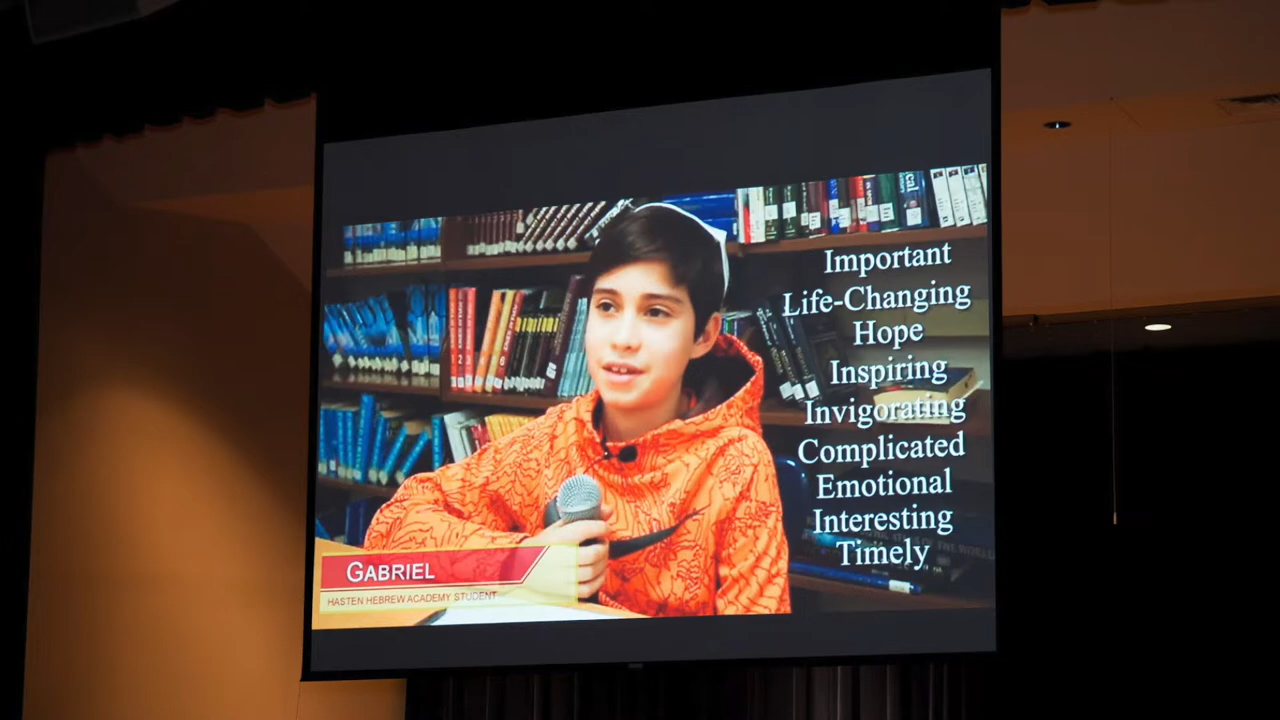 Important
Life-Changing
Hope
Inspiring
Invigorating
Complicated
Emotional
Interesting
Timely
GABRIEL
HASTEN HEBREW ACADEMY STUDENT